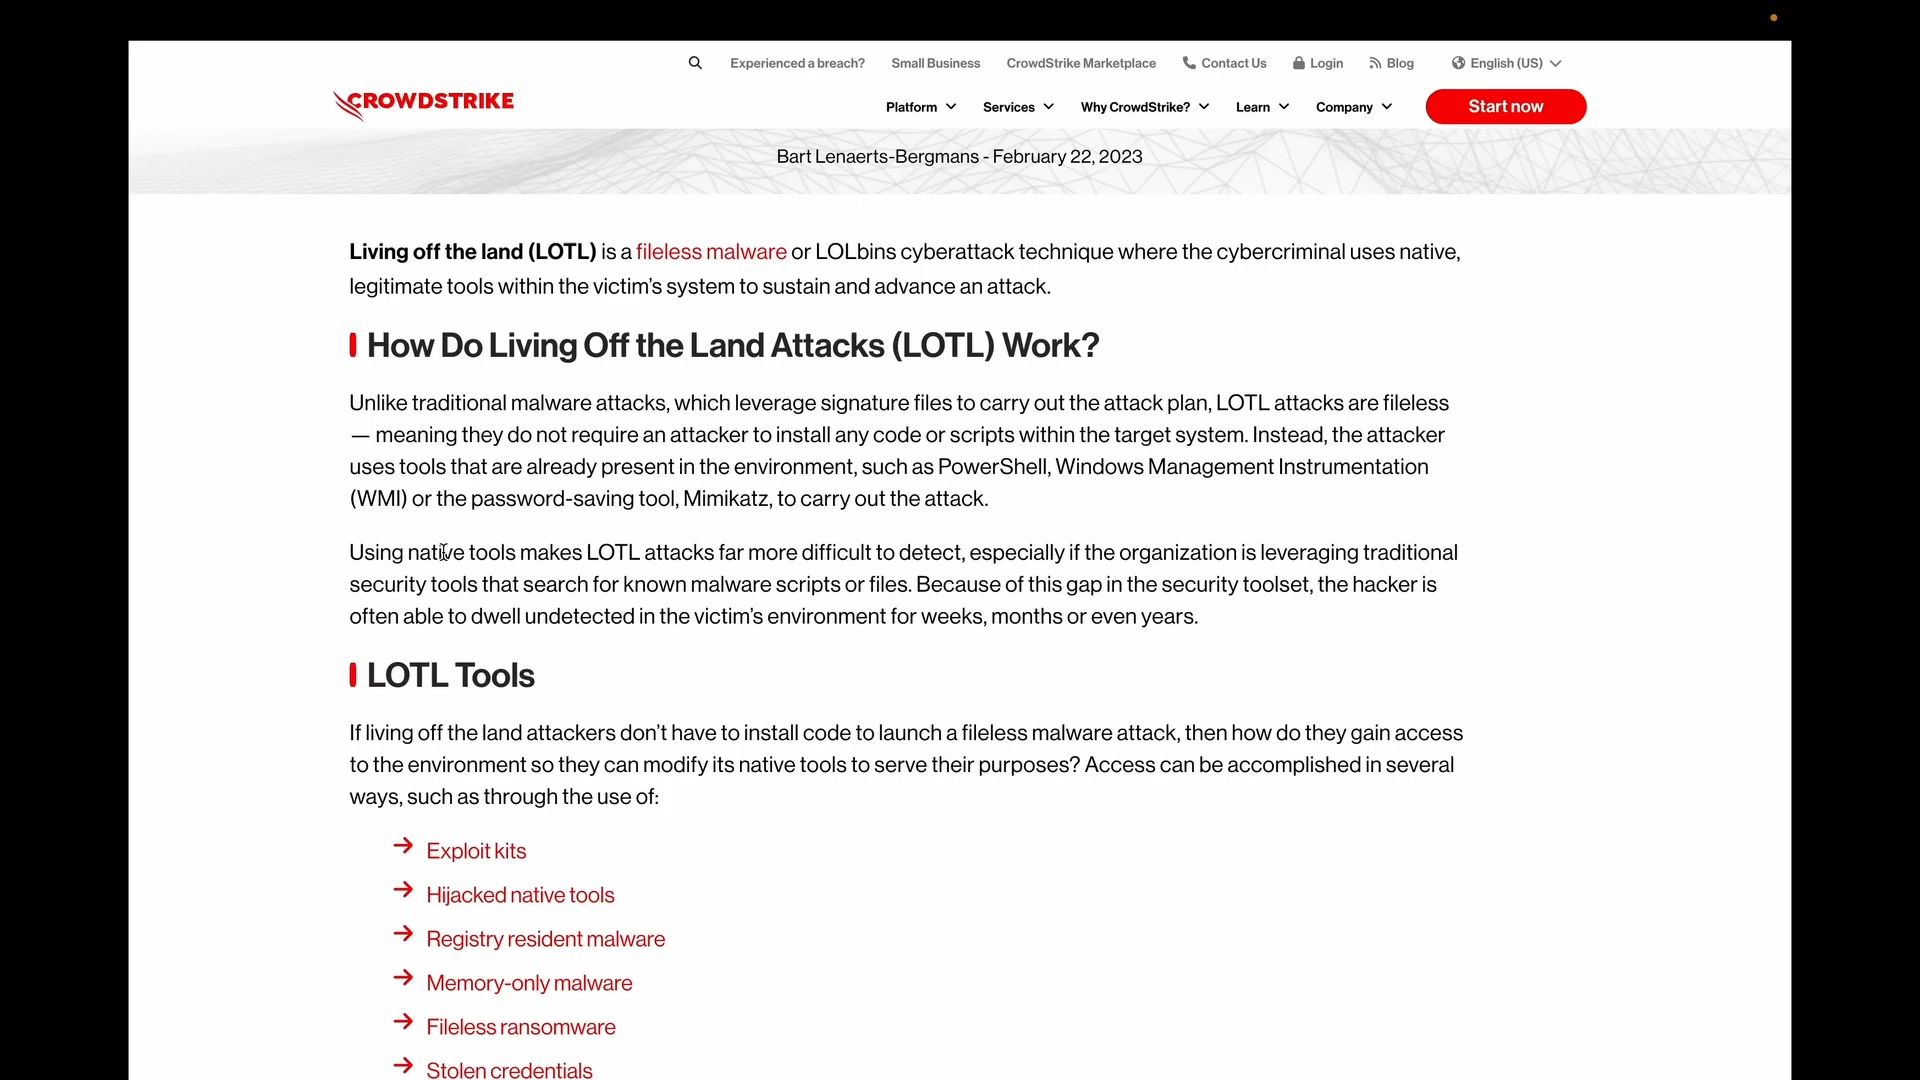 Experienced a breach? Small Business CrowdStrike Marketplace Contact Us Login Blog English (US)
CROWDSTRIKE
Platform Services Why CrowdStrike? Learn Company Start now
Bart Lenaerts-Bergmans - February 22, 2023
Living off the land (LOTL) is a fileless malware or LOLbins cyberattack technique where the cybercriminal uses native,
legitimate tools within the victim’s system to sustain and advance an attack.
How Do Living Off the Land Attacks (LOTL) Work?
Unlike traditional malware attacks, which leverage signature files to carry out the attack plan, LOTL attacks are fileless
— meaning they do not require an attacker to install any code or scripts within the target system. Instead, the attacker
uses tools that are already present in the environment, such as PowerShell, Windows Management Instrumentation
(WMI) or the password-saving tool, Mimikatz, to carry out the attack.
Using native tools makes LOTL attacks far more difficult to detect, especially if the organization is leveraging traditional
security tools that search for known malware scripts or files. Because of this gap in the security toolset, the hacker is
often able to dwell undetected in the victim’s environment for weeks, months or even years.
LOTL Tools
If living off the land attackers don’t have to install code to launch a fileless malware attack, then how do they gain access
to the environment so they can modify its native tools to serve their purposes? Access can be accomplished in several
ways, such as through the use of:
Exploit kits
Hijacked native tools
Registry resident malware
Memory-only malware
Fileless ransomware
Stolen credentials